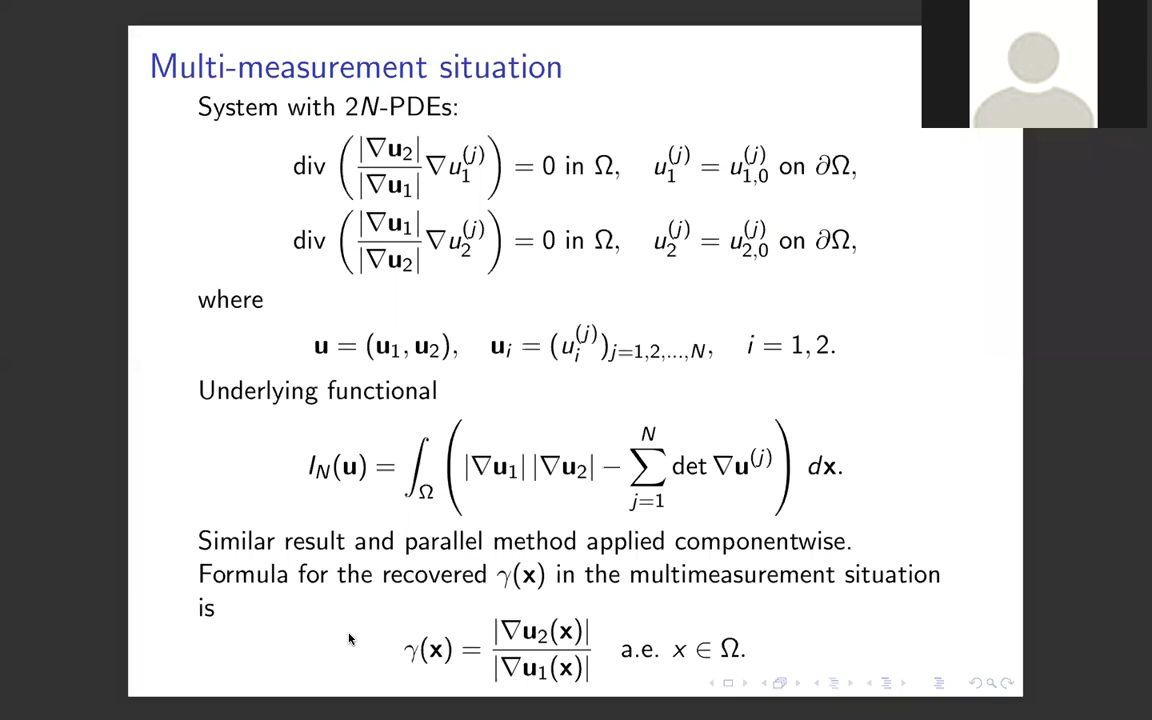 Multi-measurement situation
System with 2N-PDEs:
div (|∇𝐮₂| / |∇𝐮₁| ∇u₁^(j)) = 0 in Ω, u₁^(j) = u₁,₀^(j) on ∂Ω,
div (|∇𝐮₁| / |∇𝐮₂| ∇u₂^(j)) = 0 in Ω, u₂^(j) = u₂,₀^(j) on ∂Ω,
where
𝐮 = (𝐮₁, 𝐮₂), 𝐮ᵢ = (uᵢ^(j))_{j=1,2,...,N}, i = 1, 2.
Underlying functional
I_N(𝐮) = ∫_Ω (|∇𝐮₁| |∇𝐮₂| − ∑_{j=1}^{N} det ∇𝐮^(j)) d𝐱.
Similar result and parallel method applied componentwise.
Formula for the recovered γ(𝐱) in the multimeasurement situation
is
γ(𝐱) = |∇𝐮₂(𝐱)| / |∇𝐮₁(𝐱)| a.e. x ∈ Ω.